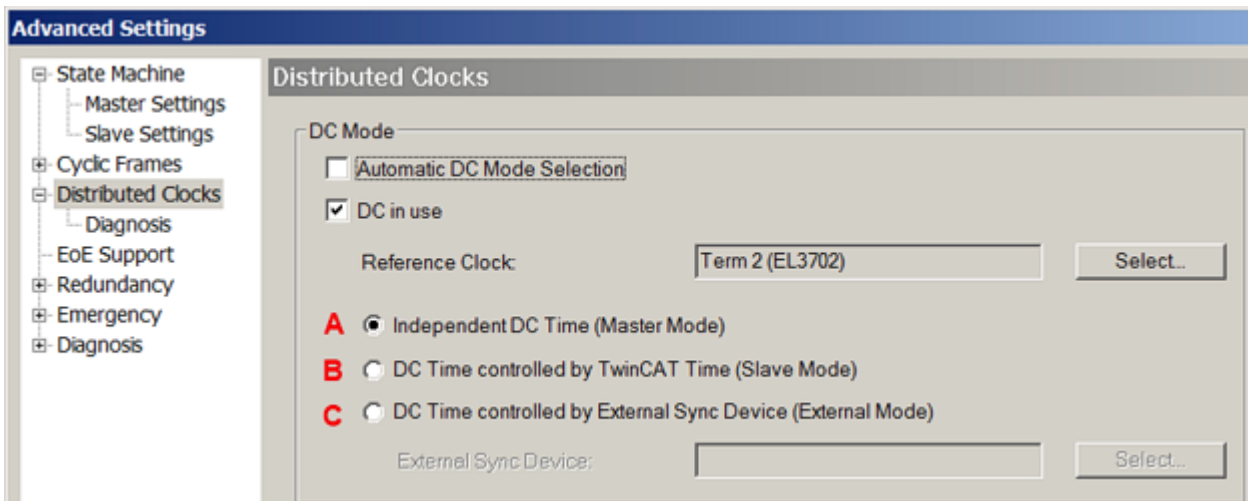 Advanced Settings
State Machine
Master Settings
Slave Settings
Cyclic Frames
Distributed Clocks
Diagnosis
EoE Support
Redundancy
Emergency
Diagnosis
Distributed Clocks
DC Mode
Automatic DC Mode Selection
DC in use
Reference Clock: Term 2 (EL3702) Select...
A Independent DC Time (Master Mode)
B DC Time controlled by TwinCAT Time (Slave Mode)
C DC Time controlled by External Sync Device (External Mode)
External Sync Device: Select...